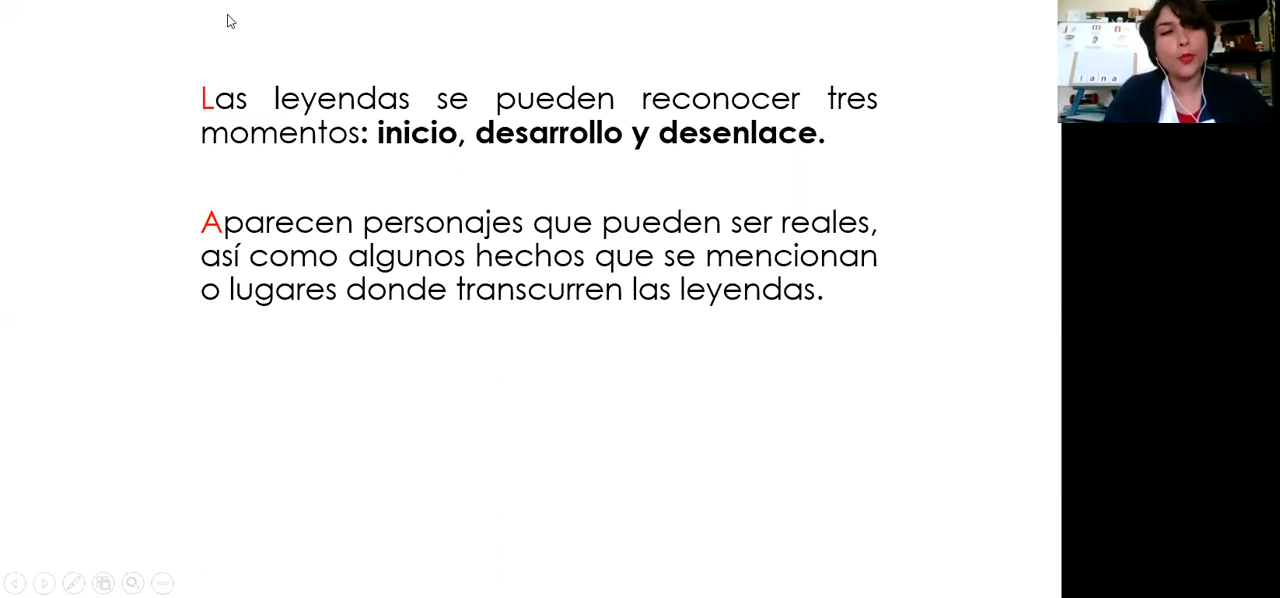 Las leyendas se pueden reconocer tres
momentos: inicio, desarrollo y desenlace.
Aparecen personajes que pueden ser reales,
así como algunos hechos que se mencionan
o lugares donde transcurren las leyendas.
j m n
l a n a